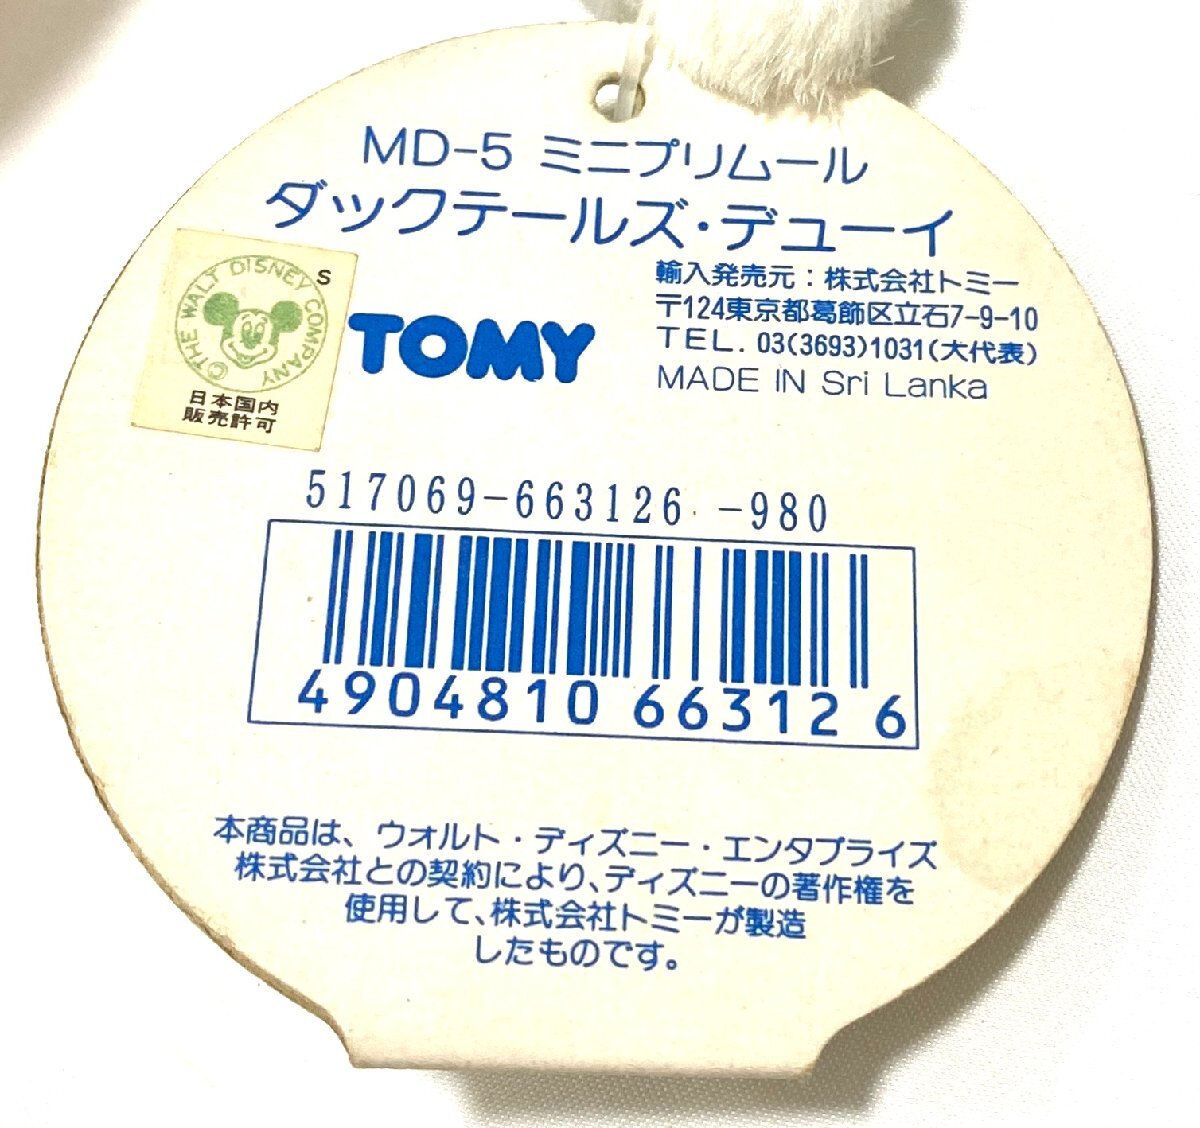 MD-5 ミニプリムール
ダックテールズ・デューイ
©THE WALT DISNEY COMPANY
S
日本国内
販売許可
TOMY
輸入発売元:株式会社トミー
〒124東京都葛飾区立石7-9-10
TEL. 03(3693)1031(大代表)
MADE IN Sri Lanka
517069-663126 -980
4904810 663126
本商品は、ウォルト・ディズニー・エンタプライズ
株式会社との契約により、ディズニーの著作権を
使用して、株式会社トミーが製造
したものです。